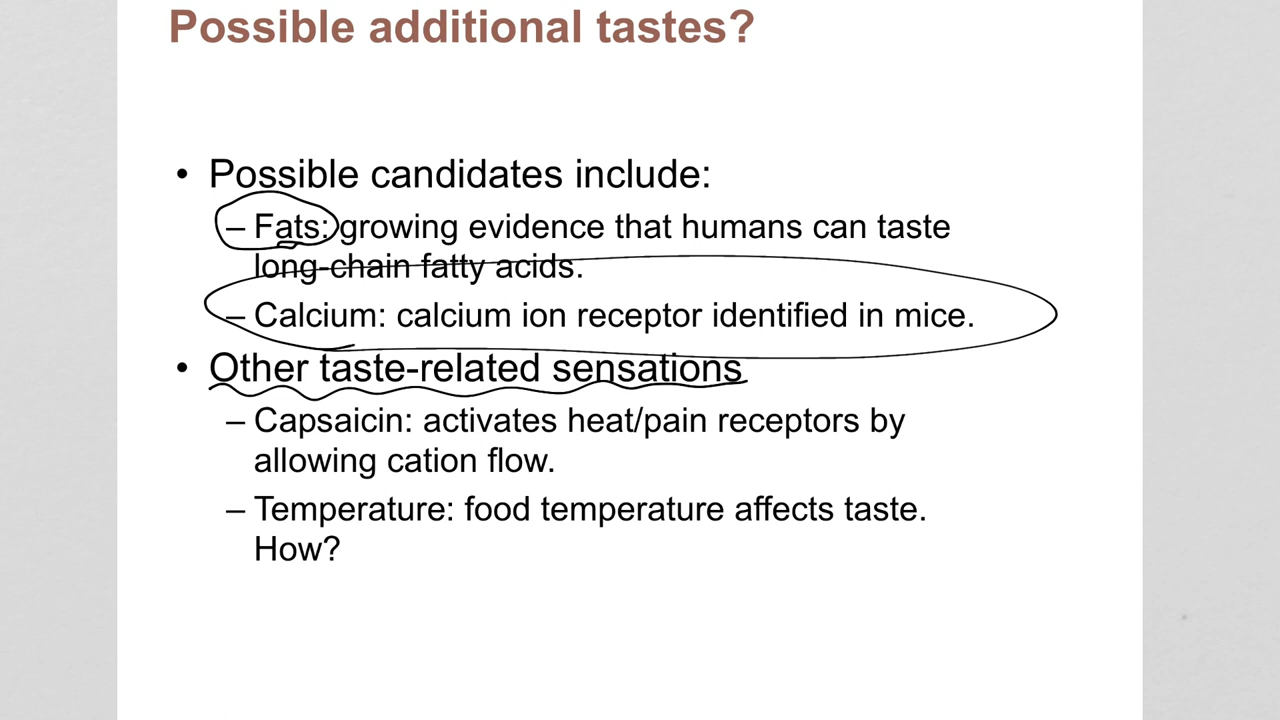 Possible additional tastes?
• Possible candidates include:
– Fats: growing evidence that humans can taste
long-chain fatty acids.
– Calcium: calcium ion receptor identified in mice.
• Other taste-related sensations
– Capsaicin: activates heat/pain receptors by
allowing cation flow.
– Temperature: food temperature affects taste.
How?